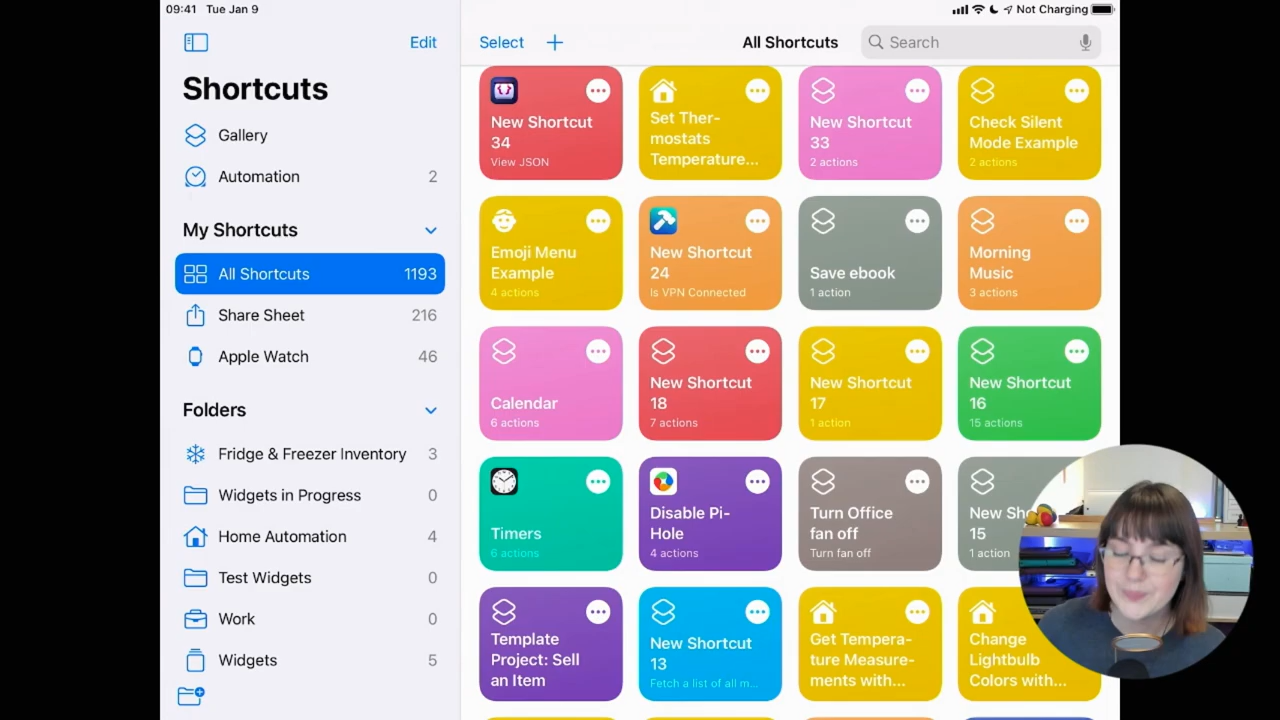 09:41 Tue Jan 9
Not Charging
Edit
Select
All Shortcuts
Search
Shortcuts
Gallery
Automation 2
My Shortcuts
All Shortcuts 1193
Share Sheet 216
Apple Watch 46
Folders
Fridge & Freezer Inventory 3
Widgets in Progress 0
Home Automation 4
Test Widgets 0
Work 0
Widgets 5
New Shortcut
34
View JSON
Set Ther-
mostats
Temperature...
New Shortcut
33
2 actions
Check Silent
Mode Example
2 actions
Emoji Menu
Example
4 actions
New Shortcut
24
Is VPN Connected
Save ebook
1 action
Morning
Music
3 actions
Calendar
6 actions
New Shortcut
18
7 actions
New Shortcut
17
1 action
New Shortcut
16
15 actions
Timers
6 actions
Disable Pi-
Hole
4 actions
Turn Office
fan off
Turn fan off
New Sho
15
1 action
Template
Project: Sell
an Item
New Shortcut
13
Fetch a list of all m...
Get Tempera-
ture Measure-
ments with...
Change
Lightbulb
Colors with...